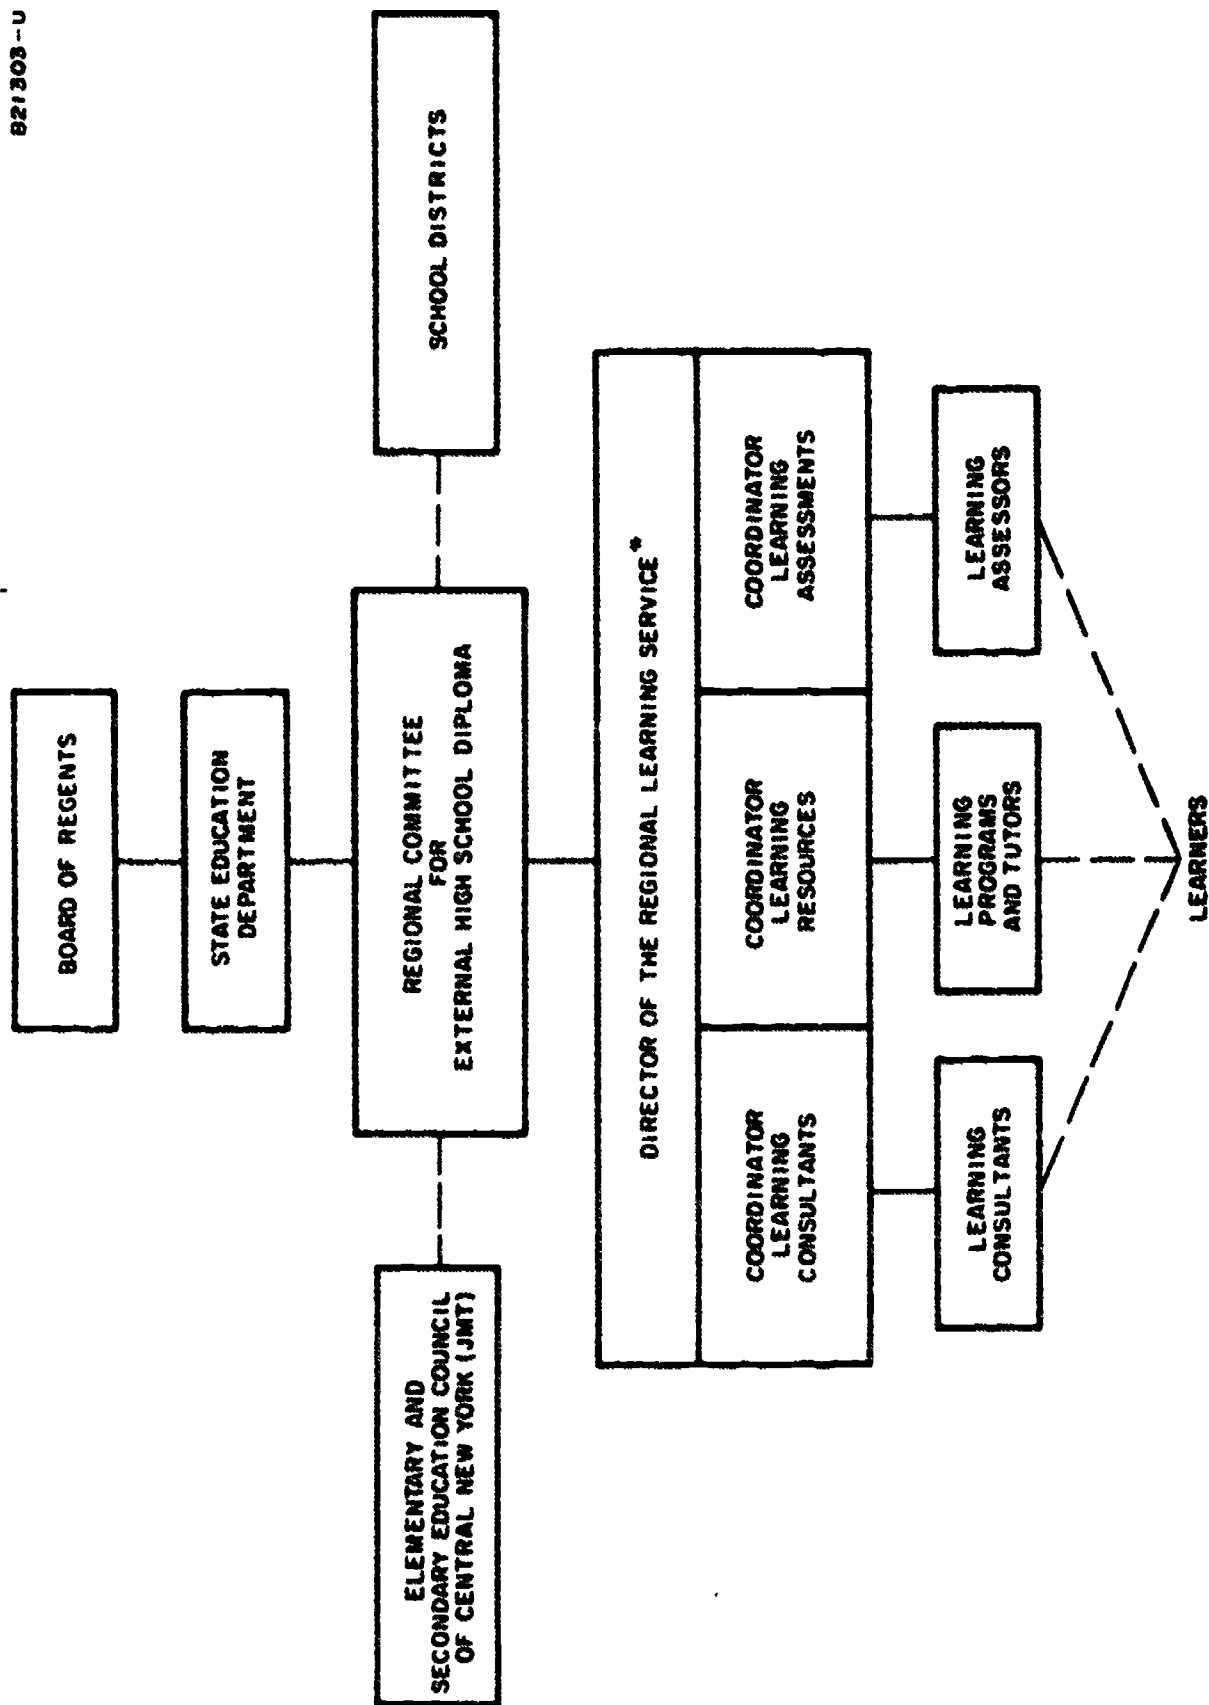 821303-U
BOARD OF REGENTS
STATE EDUCATION
DEPARTMENT
ELEMENTARY AND
SECONDARY EDUCATION COUNCIL
OF CENTRAL NEW YORK (JMT)
REGIONAL COMMITTEE
FOR
EXTERNAL HIGH SCHOOL DIPLOMA
SCHOOL DISTRICTS
DIRECTOR OF THE REGIONAL LEARNING SERVICE*
COORDINATOR
LEARNING
CONSULTANTS
COORDINATOR
LEARNING
RESOURCES
COORDINATOR
LEARNING
ASSESSMENTS
LEARNING
CONSULTANTS
LEARNING
PROGRAMS
AND TUTORS
LEARNING
ASSESSORS
LEARNERS